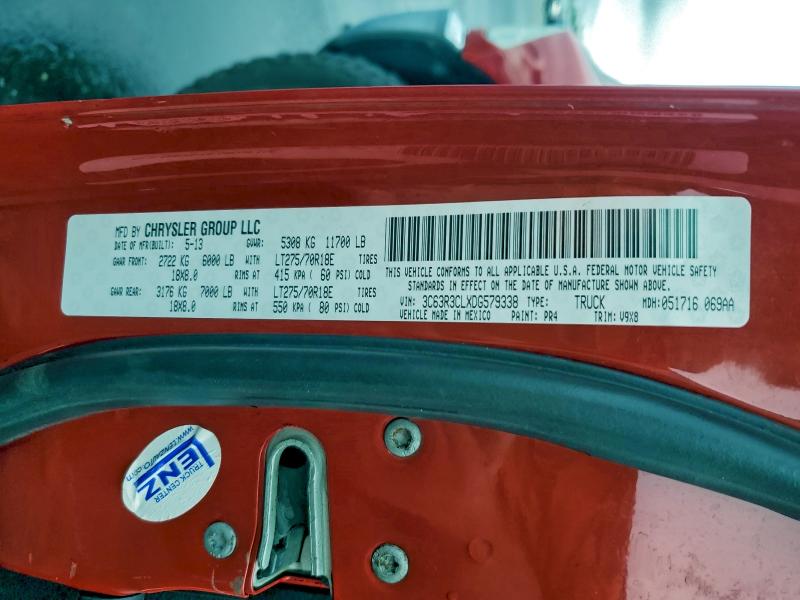 MFD BY CHRYSLER GROUP LLC
DATE OF MFR(BUILT): 5-13 GVWR: 5308 KG 11700 LB
GAWR FRONT: 2722 KG 6000 LB LT275/70R18E TIRES
18X8.0 RIMS AT 415 KPA ( 60 PSI) COLD
GAWR REAR: 3176 KG 7000 LB LT275/70R18E TIRES
18X8.0 RIMS AT 550 KPA ( 80 PSI) COLD
THIS VEHICLE CONFORMS TO ALL APPLICABLE U.S.A. FEDERAL MOTOR VEHICLE SAFETY
STANDARDS IN EFFECT ON THE DATE OF MANUFACTURE SHOWN ABOVE.
VIN: 3C63R3CLXDG579338 TYPE: TRUCK MDH: 051716 069AA
VEHICLE MADE IN MEXICO PAINT: PR4 TRIM: V9X8
TRUCK CENTER
LENZ
www.LENZAUTO.com